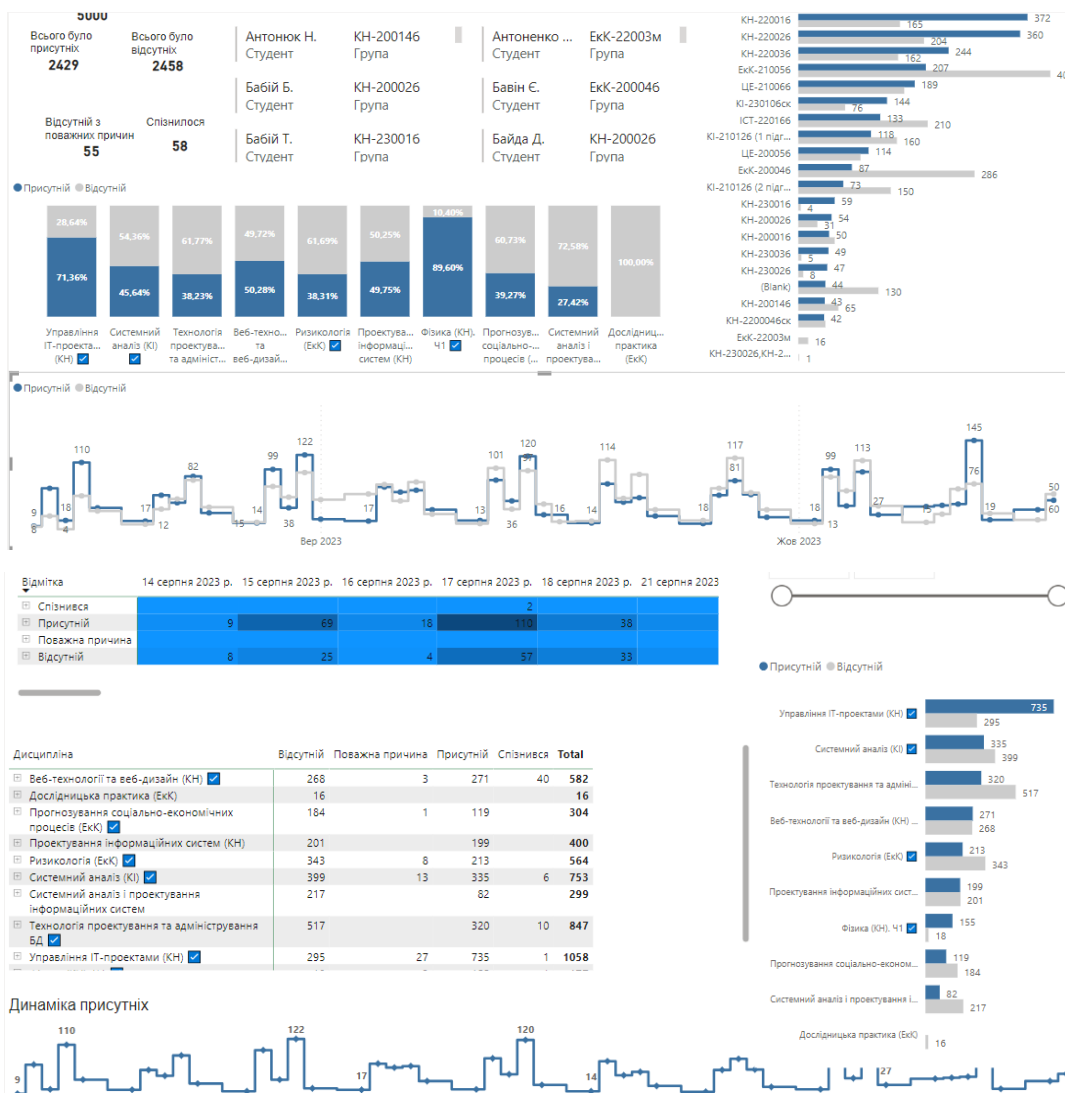 5000
Всього було присутніх
2429
Всього було відсутніх
2458
Відсутній з поважних причин
55
Спізнилося
58
Антонюк Н. КН-200146
Студент Група
Бабій Б. КН-200026
Студент Група
Бабій Т. КН-230016
Студент Група
Антоненко ... ЕкК-22003м
Студент Група
Бавін Є. ЕкК-200046
Студент Група
Байда Д. КН-200026
Студент Група
КН-220016 372 165
КН-220026 360 204
КН-220036 244 162
ЕкК-210056 207 40
ЦЕ-210066 189
КІ-230106ск 144 76
ІСТ-220166 133 210
КІ-210126 (1 підг... 118 160
ЦЕ-200056 114
ЕкК-200046 87 286
КІ-210126 (2 підг... 73 150
КН-230016 59 4
КН-200026 54 31
КН-200016 50
КН-230036 49 5
КН-230026 47 8
(Blank) 44 130
КН-200146 43 65
КН-2200046ск 42
ЕкК-22003м 16
КН-230026,КН-2... 1
Присутній Відсутній
28,64% 54,36% 61,77% 49,72% 61,69% 50,25% 10,40% 60,73% 72,58% 100,00%
71,36% 45,64% 38,23% 50,28% 38,31% 49,75% 89,60% 39,27% 27,42%
Управління ІТ-проекта... (КН)
Системний аналіз (КІ)
Технологія проектува... та адмініст...
Веб-техно... та веб-дизай...
Ризикологія (ЕкК)
Проектува... інформаці... систем (КН)
Фізика (КН). Ч1
Прогнозув... соціально-... процесів (...
Системний аналіз і проектува...
Дослідниц... практика (ЕкК)
Присутній Відсутній
9 8 18 4 110 17 12 82 15 14 99 38 122 17 13 101 36 120 16 14 114 18 117 81 18 13 99 113 27 145 76 19 50 60
Вер 2023 Жов 2023
Відмітка 14 серпня 2023 р. 15 серпня 2023 р. 16 серпня 2023 р. 17 серпня 2023 р. 18 серпня 2023 р. 21 серпня 2023
Спізнився 2
Присутній 9 69 18 110 38
Поважна причина
Відсутній 8 25 4 57 33
Дисципліна Відсутній Поважна причина Присутній Спізнився Total
Веб-технології та веб-дизайн (КН) 268 3 271 40 582
Дослідницька практика (ЕкК) 16 16
Прогнозування соціально-економічних 184 1 119 304
процесів (ЕкК)
Проектування інформаційних систем (КН) 201 199 400
Ризикологія (ЕкК) 343 8 213 564
Системний аналіз (КІ) 399 13 335 6 753
Системний аналіз і проектування 217 82 299
інформаційних систем
Технологія проектування та адміністрування 517 320 10 847
БД
Управління ІТ-проектами (КН) 295 27 735 1 1058
Присутній Відсутній
Управління ІТ-проектами (КН) 735 295
Системний аналіз (КІ) 335 399
Технологія проектування та адміні... 320 517
Веб-технології та веб-дизайн (КН) ... 271 268
Ризикологія (ЕкК) 213 343
Проектування інформаційних сист... 199 201
Фізика (КН). Ч1 155 18
Прогнозування соціально-економ... 119 184
Системний аналіз і проектування і... 82 217
Дослідницька практика (ЕкК) 16
Динаміка присутніх
9 110 122 17 120 14 27